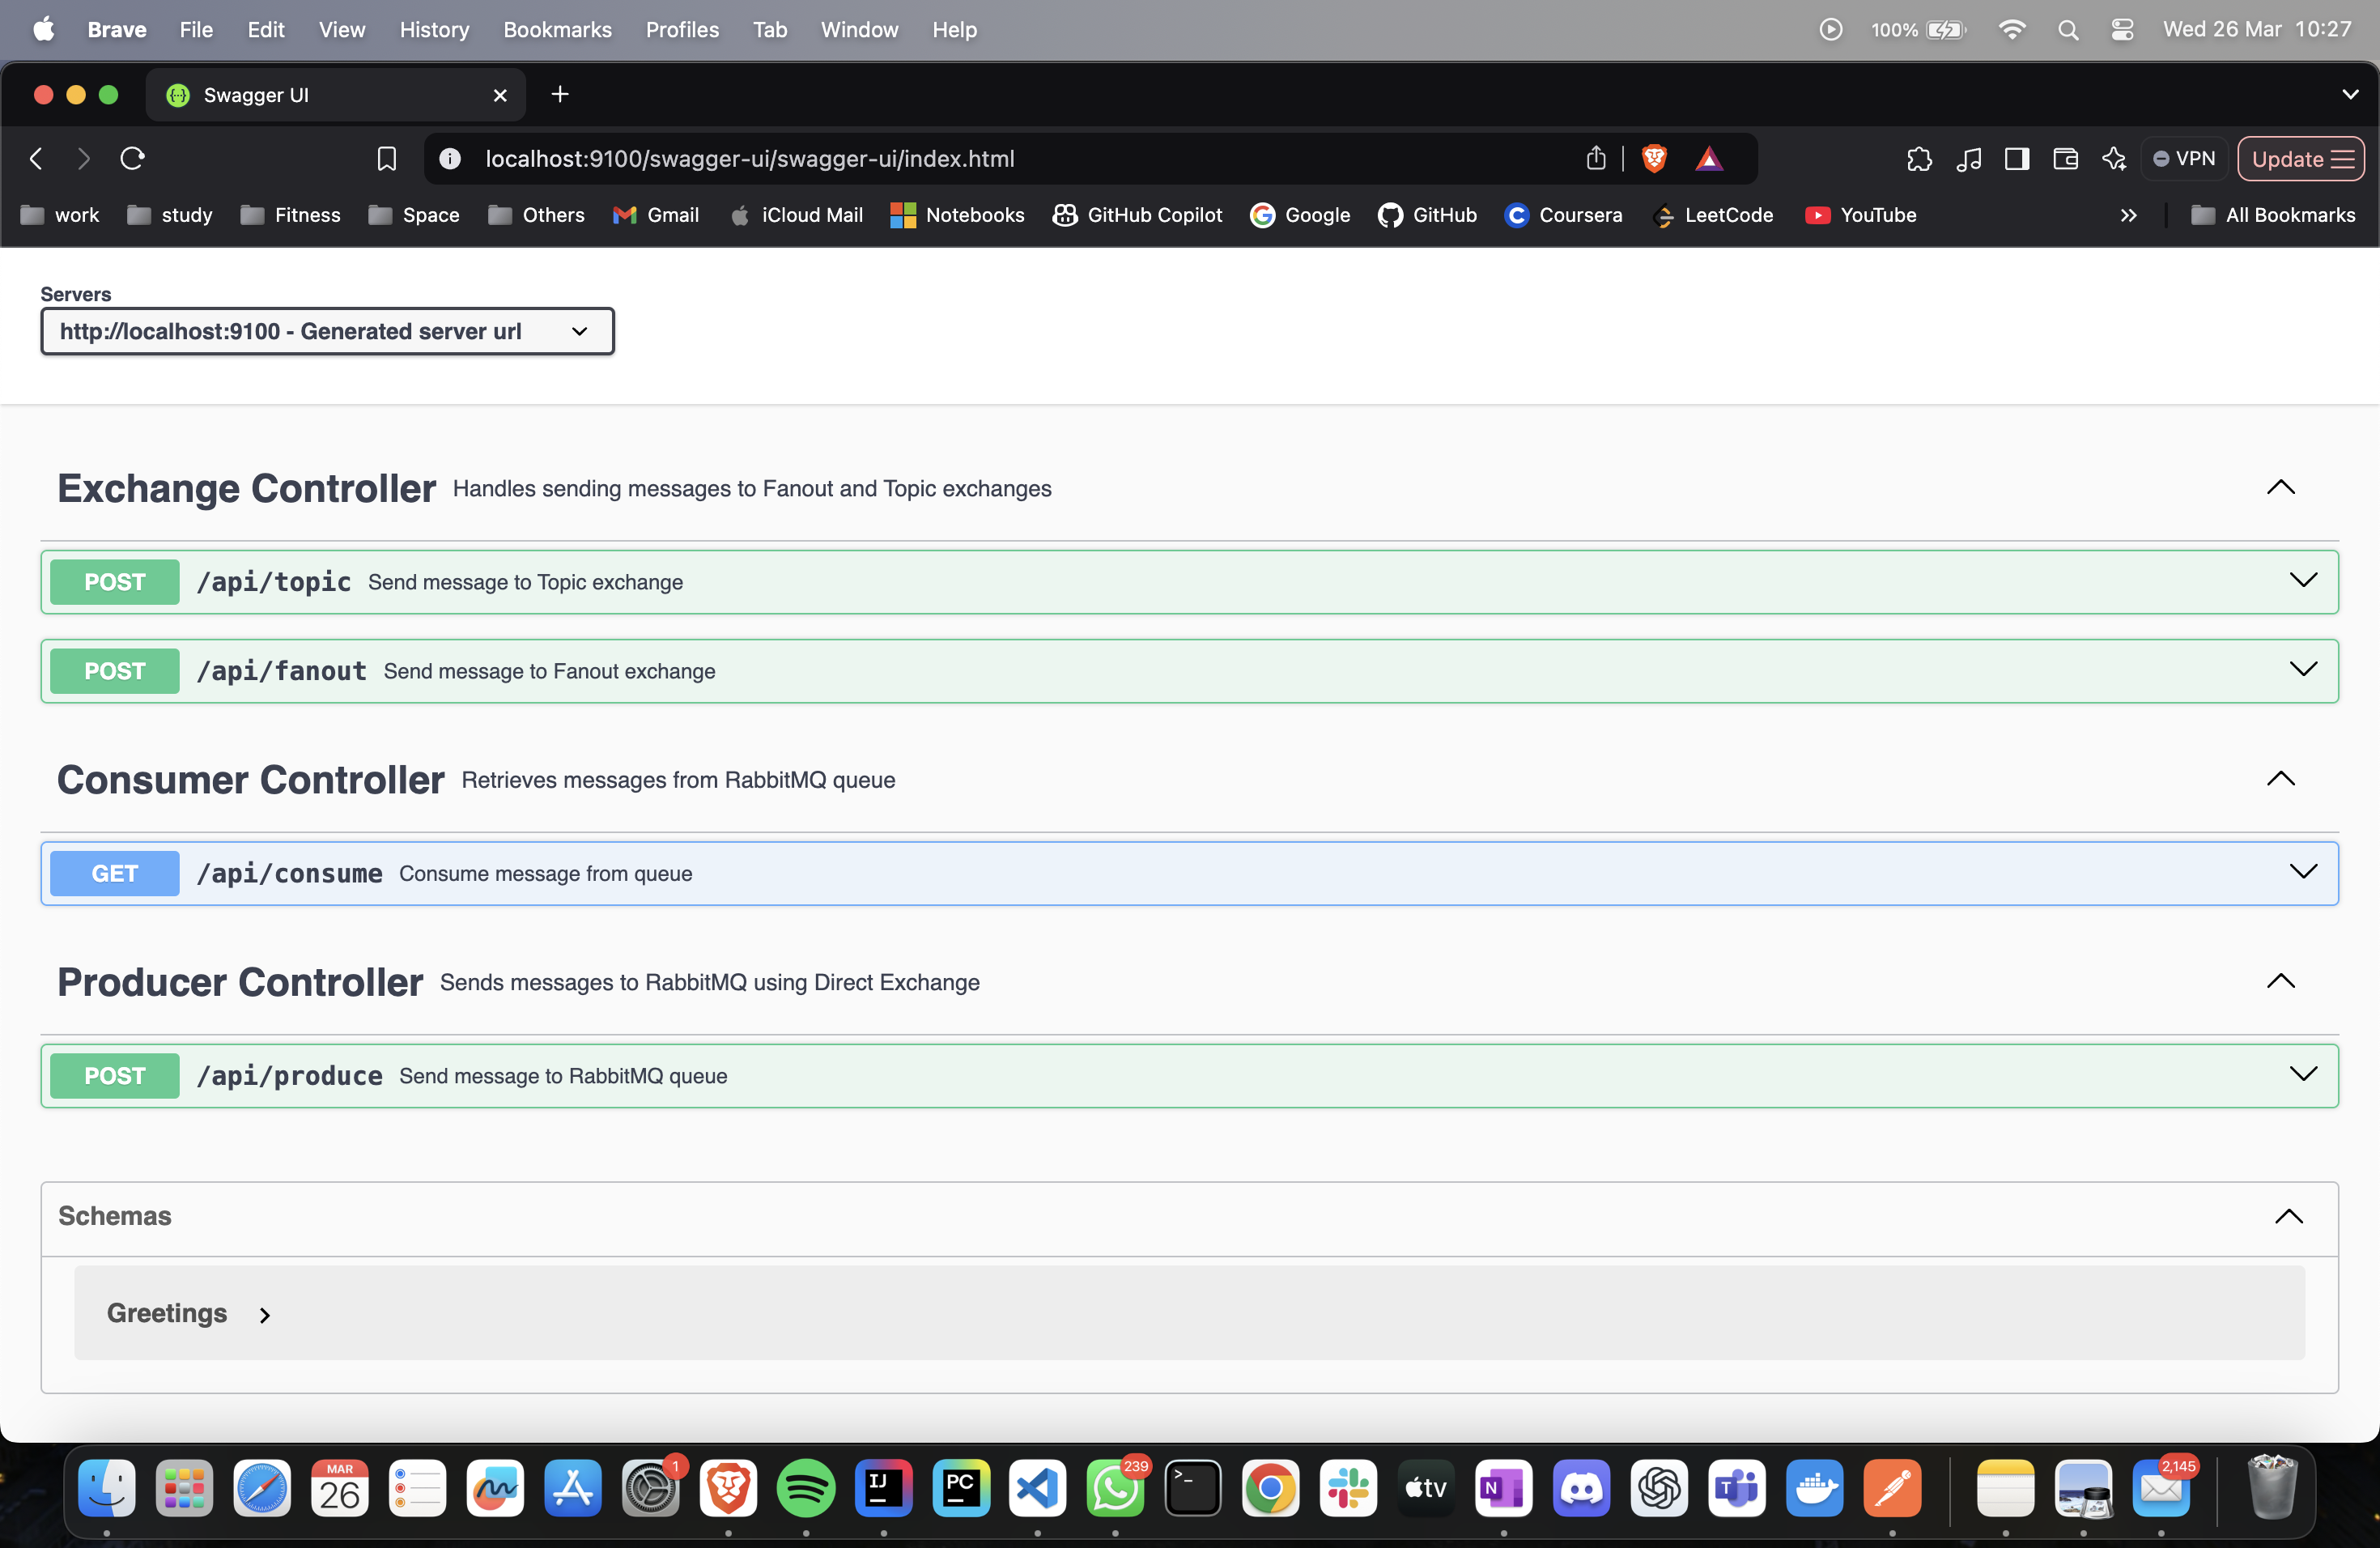 Brave File Edit View History Bookmarks Profiles Tab Window Help 100% Wed 26 Mar 10:27
Swagger UI
localhost:9100/swagger-ui/swagger-ui/index.html VPN Update
work study Fitness Space Others Gmail iCloud Mail Notebooks GitHub Copilot Google GitHub Coursera LeetCode YouTube » All Bookmarks
Servers
http://localhost:9100 - Generated server url
Exchange Controller Handles sending messages to Fanout and Topic exchanges
POST /api/topic Send message to Topic exchange
POST /api/fanout Send message to Fanout exchange
Consumer Controller Retrieves messages from RabbitMQ queue
GET /api/consume Consume message from queue
Producer Controller Sends messages to RabbitMQ using Direct Exchange
POST /api/produce Send message to RabbitMQ queue
Schemas
Greetings
MAR 1 239 2,145
26 IJ PC >_ tv N T